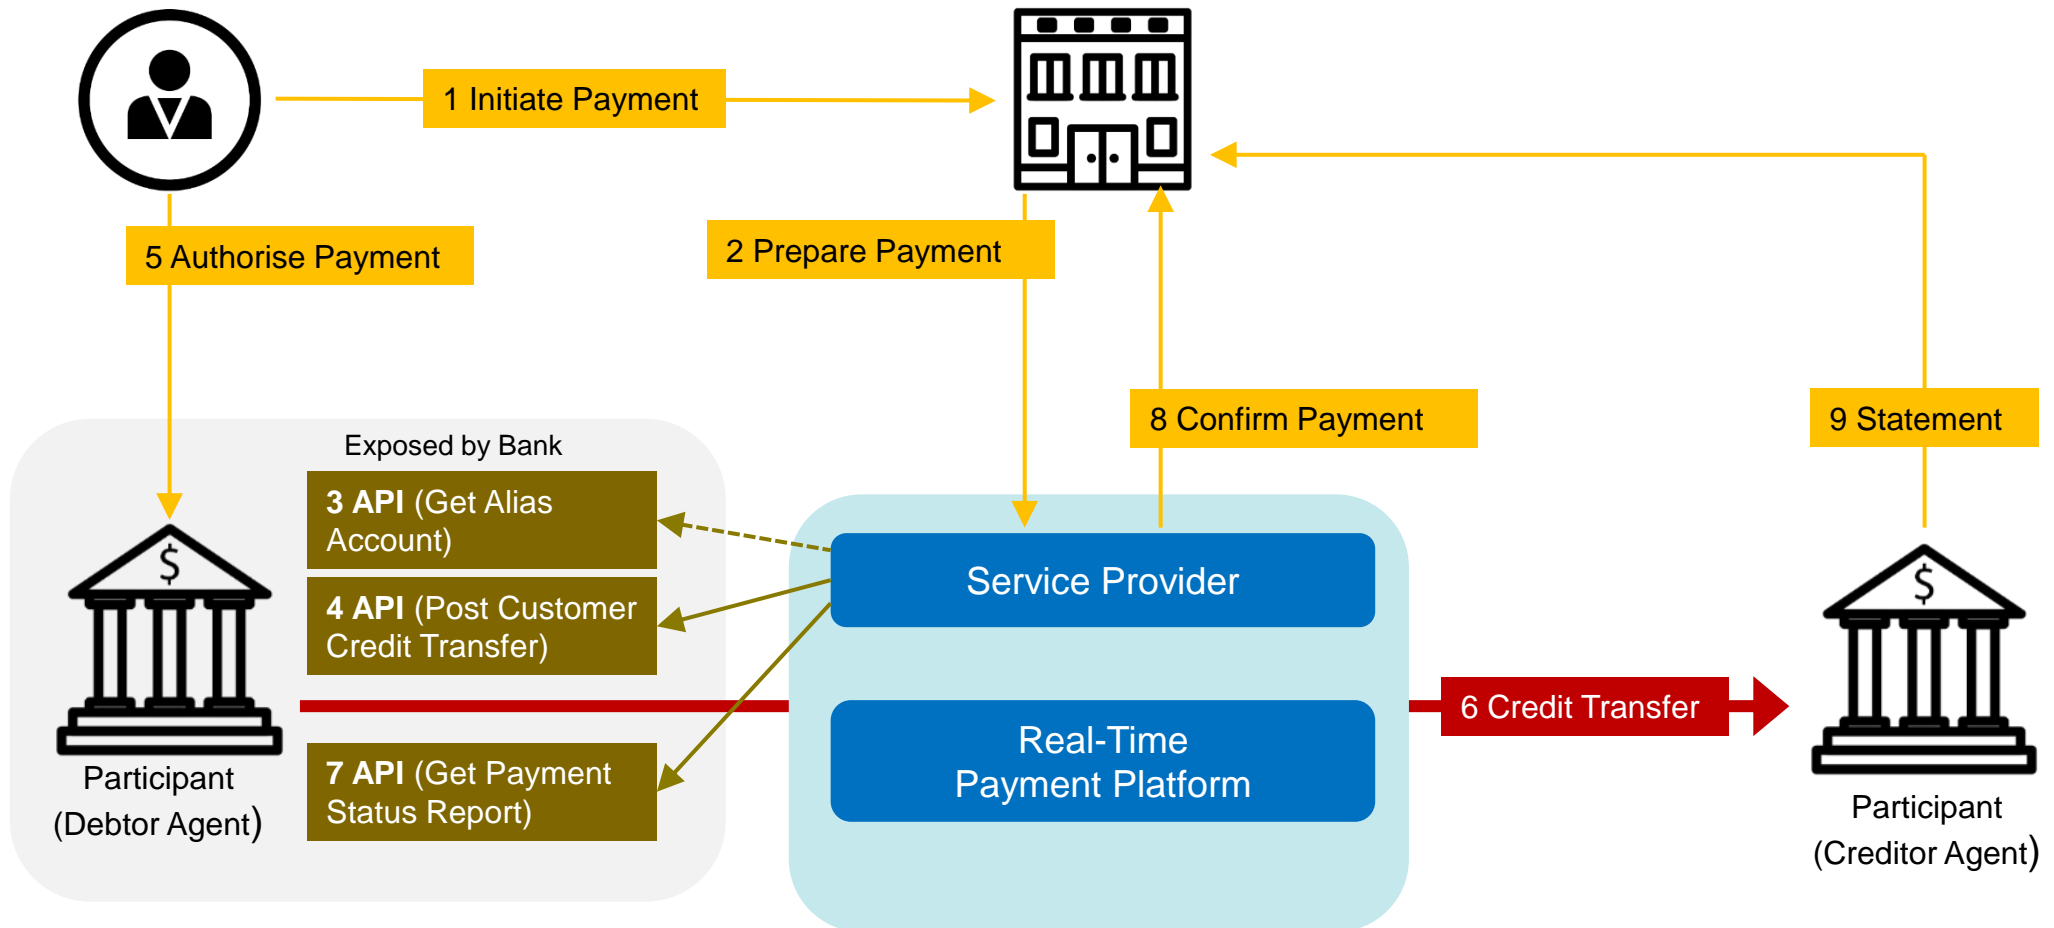 1 Initiate Payment
5 Authorise Payment
2 Prepare Payment
8 Confirm Payment
9 Statement
Exposed by Bank
3 API (Get Alias
Account)
4 API (Post Customer
Credit Transfer)
7 API (Get Payment
Status Report)
$
Participant
(Debtor Agent)
Service Provider
Real-Time
Payment Platform
6 Credit Transfer
$
Participant
(Creditor Agent)